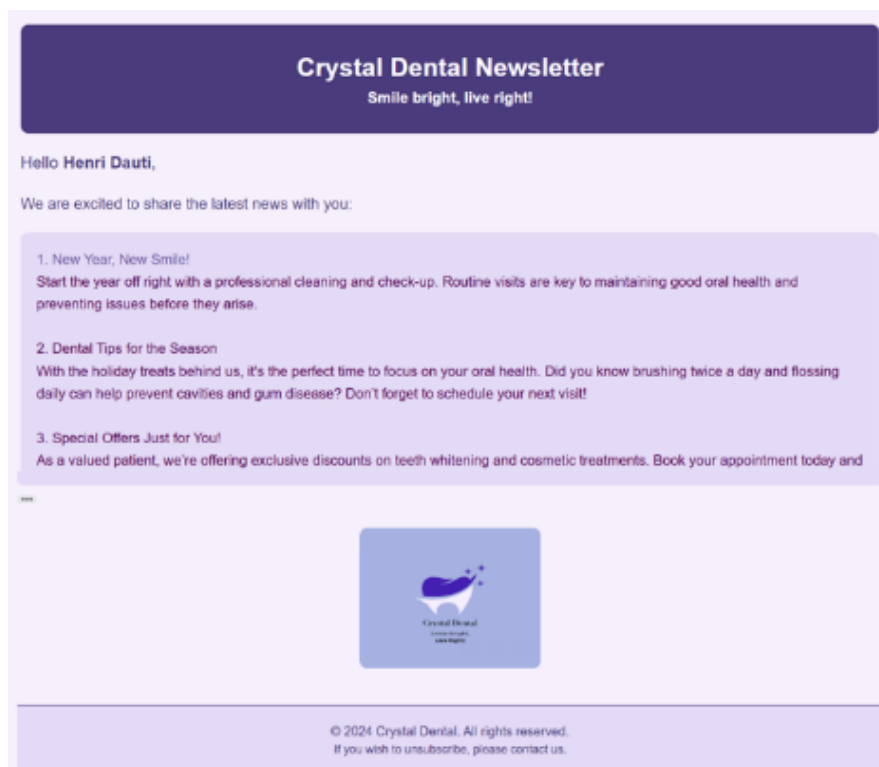 Crystal Dental Newsletter
Smile bright, live right!
Hello Henri Dauti,
We are excited to share the latest news with you:
1. New Year, New Smile!
Start the year off right with a professional cleaning and check-up. Routine visits are key to maintaining good oral health and
preventing issues before they arise.
2. Dental Tips for the Season
With the holiday treats behind us, it's the perfect time to focus on your oral health. Did you know brushing twice a day and flossing
daily can help prevent cavities and gum disease? Don't forget to schedule your next visit!
3. Special Offers Just for You!
As a valued patient, we're offering exclusive discounts on teeth whitening and cosmetic treatments. Book your appointment today and
Crystal Dental
Live Right!
© 2024 Crystal Dental. All rights reserved.
If you wish to unsubscribe, please contact us.